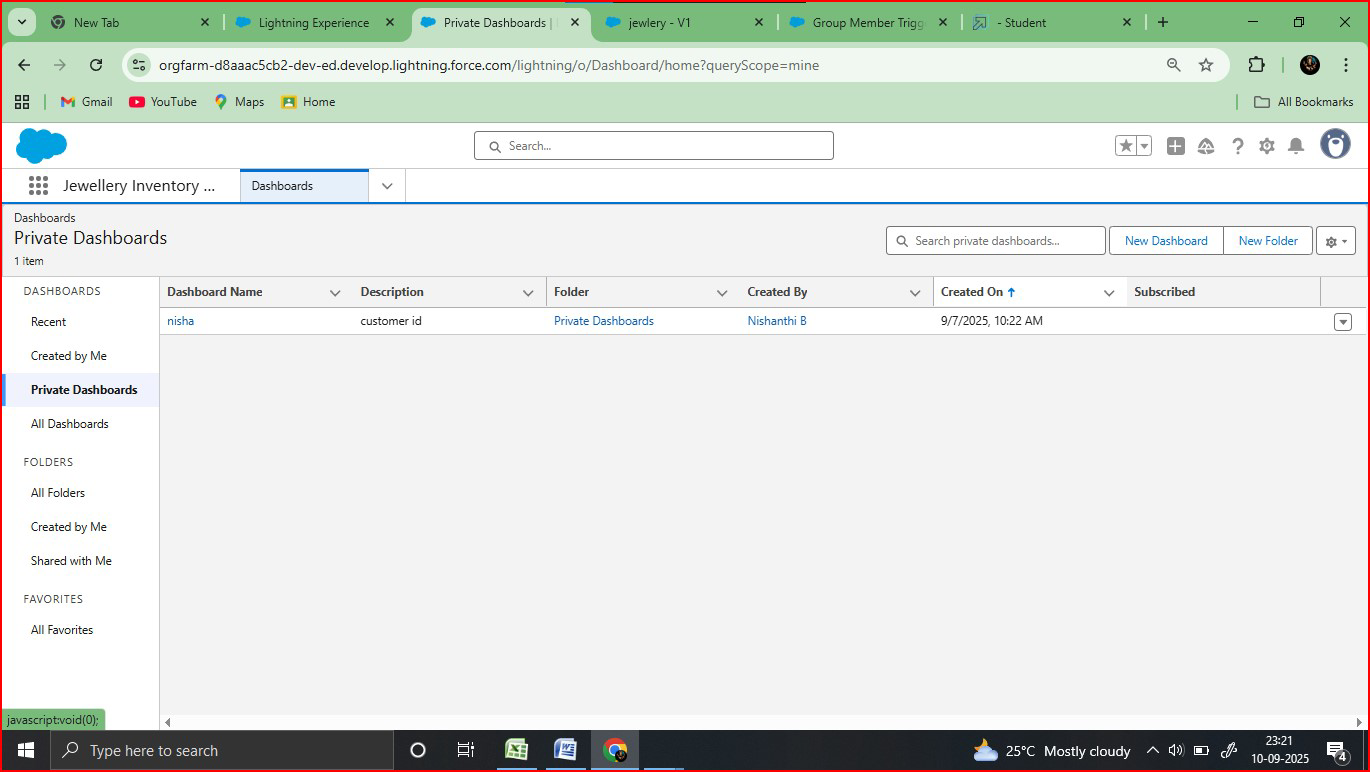 New Tab
Lightning Experience
Private Dashboards |
jewlery - V1
Group Member Trigg
- Student
orgfarm-d8aaac5cb2-dev-ed.develop.lightning.force.com/lightning/o/Dashboard/home?queryScope=mine
Gmail
YouTube
Maps
Home
All Bookmarks
Search...
Jewellery Inventory ...
Dashboards
Dashboards
Private Dashboards
1 item
Search private dashboards...
New Dashboard
New Folder
DASHBOARDS
Recent
Created by Me
Private Dashboards
All Dashboards
FOLDERS
All Folders
Created by Me
Shared with Me
FAVORITES
All Favorites
Dashboard Name
Description
Folder
Created By
Created On
Subscribed
nisha
customer id
Private Dashboards
Nishanthi B
9/7/2025, 10:22 AM
javascript:void(0);
Type here to search
25°C Mostly cloudy
23:21
10-09-2025
4